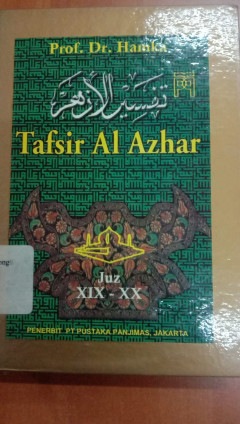 Prof. Dr. Hamka
تفسير الأزهر
Tafsir Al Azhar
Juz
XIX - XX
PENERBIT PT PUSTAKA PANJIMAS, JAKARTA